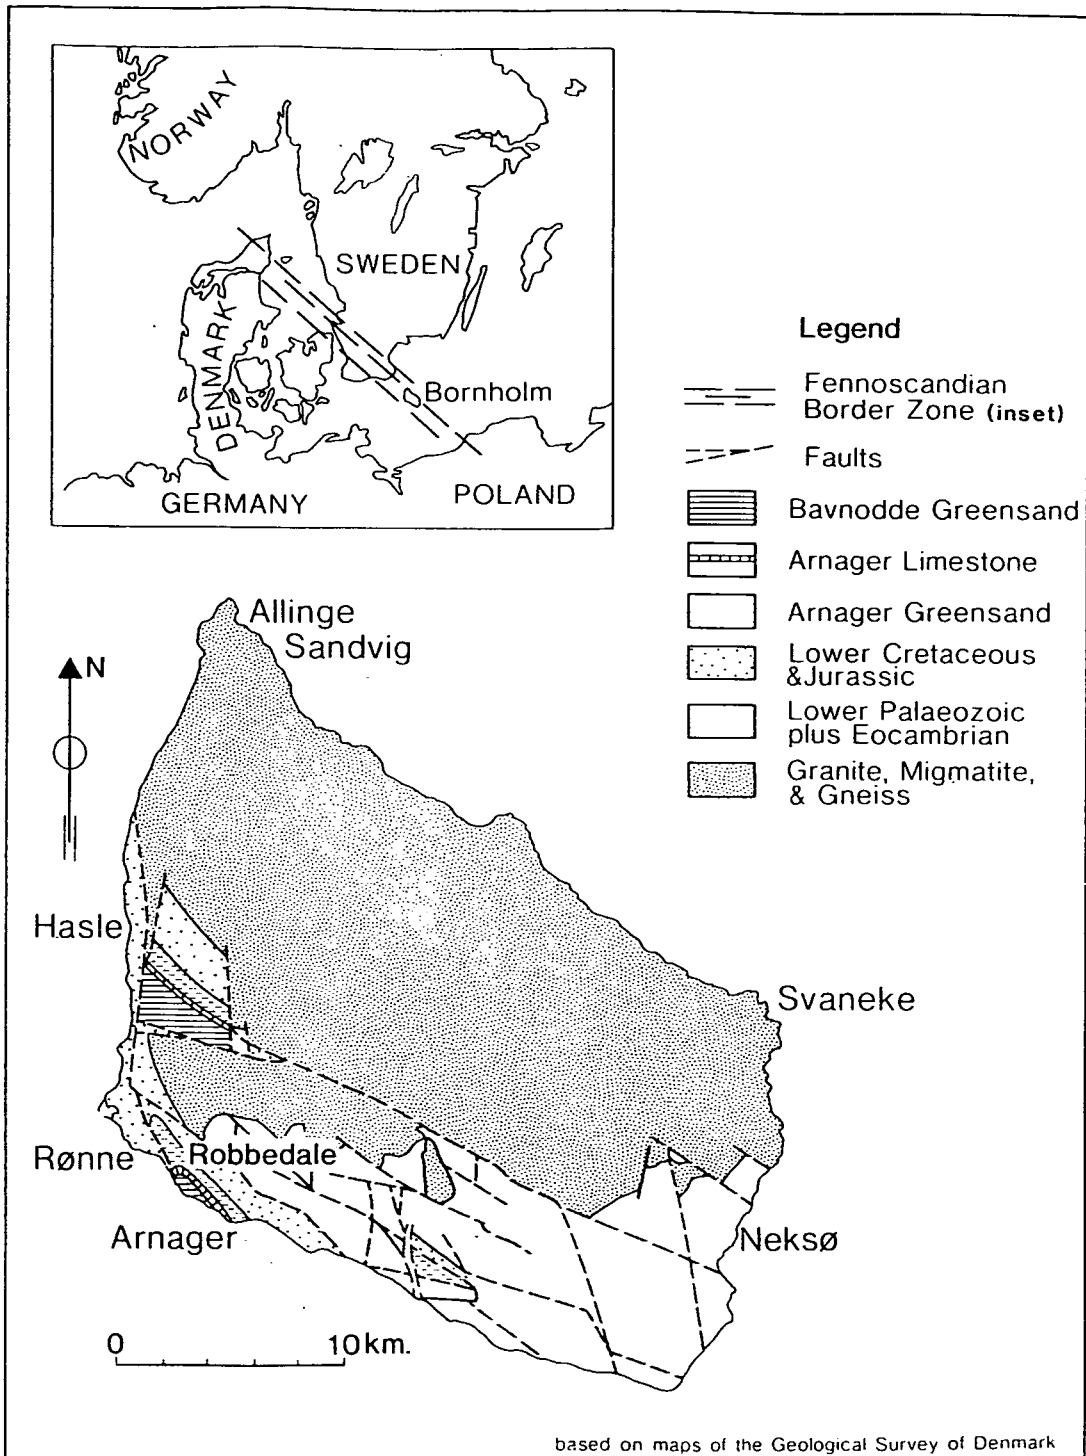 NORWAY
SWEDEN
DENMARK
Bornholm
GERMANY
POLAND
Legend
Fennoscandian
Border Zone (inset)
Faults
Bavnodde Greensand
Arnager Limestone
Arnager Greensand
Lower Cretaceous
&Jurassic
Lower Palaeozoic
plus Eocambrian
Granite, Migmatite,
& Gneiss
Allinge
Sandvig
N
Hasle
Svaneke
Rønne
Robbedale
Arnager
Neksø
0 10km.
based on maps of the Geological Survey of Denmark